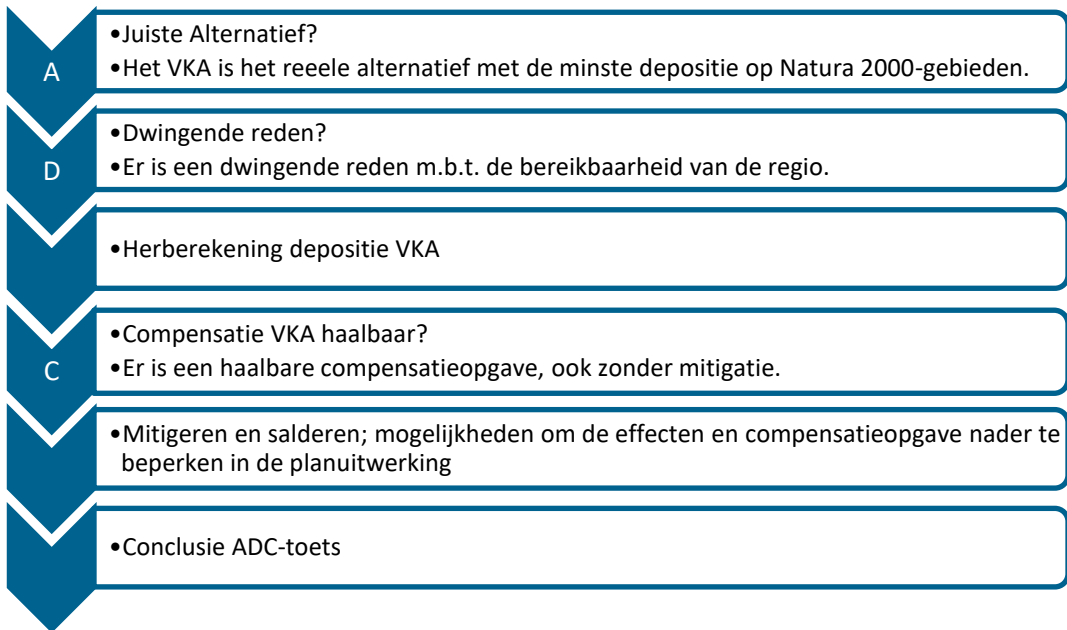 •Juiste Alternatief?
A
•Het VKA is het reeele alternatief met de minste depositie op Natura 2000-gebieden.
•Dwingende reden?
D
•Er is een dwingende reden m.b.t. de bereikbaarheid van de regio.
•Herberekening depositie VKA
•Compensatie VKA haalbaar?
C
•Er is een haalbare compensatieopgave, ook zonder mitigatie.
•Mitigeren en salderen; mogelijkheden om de effecten en compensatieopgave nader te
beperken in de planuitwerking
•Conclusie ADC-toets